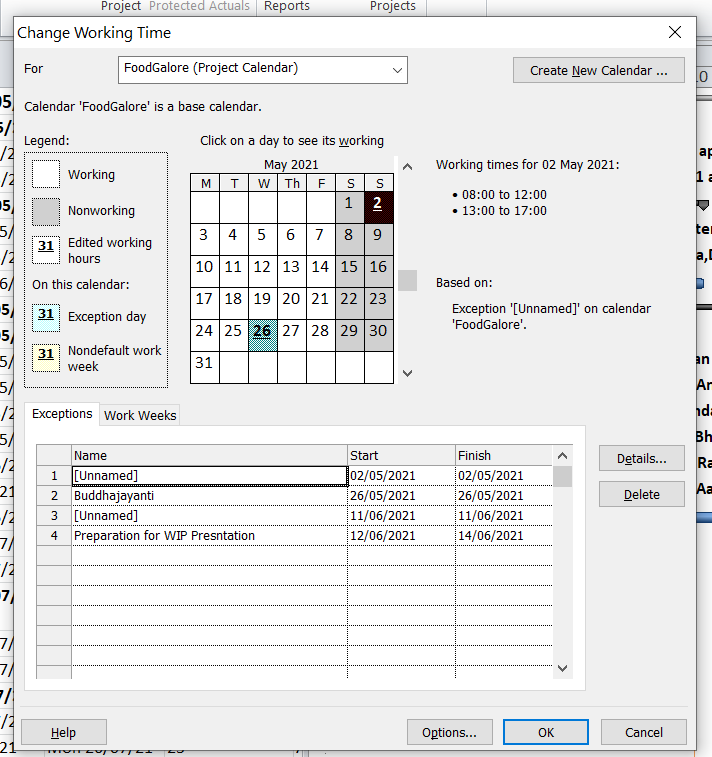 Project Protected Actuals Reports Projects
Change Working Time
For FoodGalore (Project Calendar) Create New Calendar ...
Calendar 'FoodGalore' is a base calendar.
Legend:
Working
Nonworking
31 Edited working
hours
On this calendar:
31 Exception day
31 Nondefault work
week
Click on a day to see its working
May 2021
M T W Th F S S
1 2
3 4 5 6 7 8 9
10 11 12 13 14 15 16
17 18 19 20 21 22 23
24 25 26 27 28 29 30
31
Working times for 02 May 2021:
• 08:00 to 12:00
• 13:00 to 17:00
Based on:
Exception '[Unnamed]' on calendar
'FoodGalore'.
Exceptions Work Weeks
Name Start Finish
1 [Unnamed] 02/05/2021 02/05/2021
2 Buddhajayanti 26/05/2021 26/05/2021
3 [Unnamed] 11/06/2021 11/06/2021
4 Preparation for WIP Presntation 12/06/2021 14/06/2021
Details...
Delete
Help Options... OK Cancel